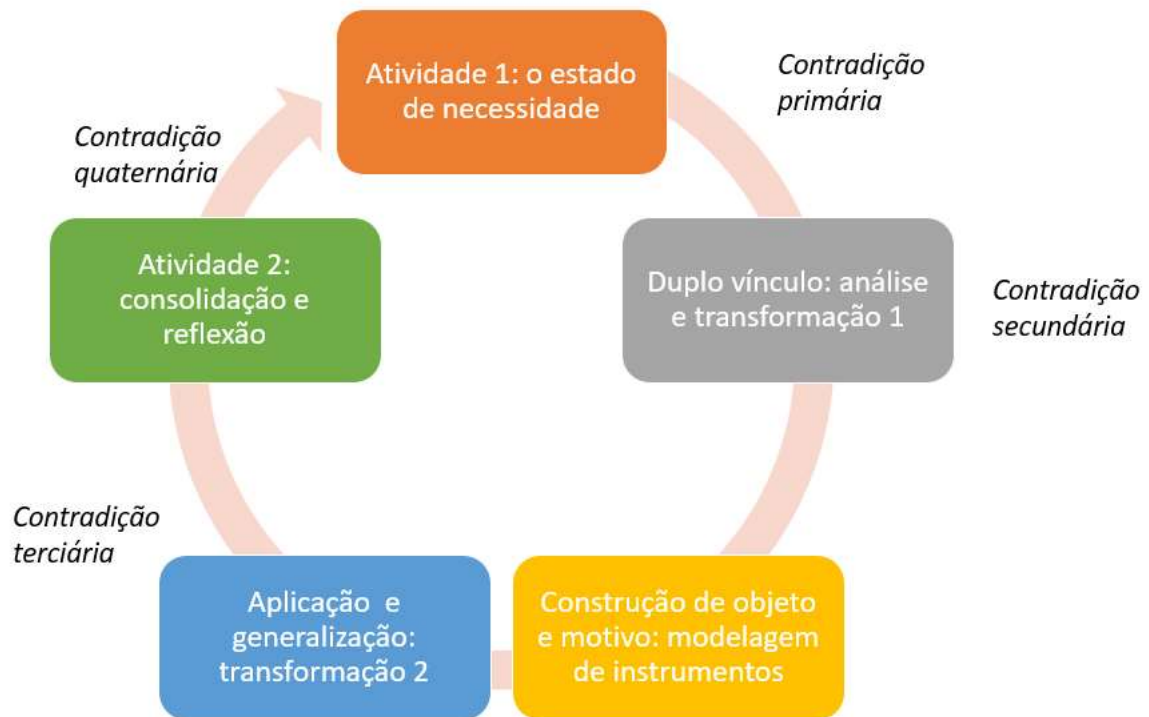 Atividade 1: o estado
de necessidade
Contradição
primária
Duplo vínculo: análise
e transformação 1
Contradição
secundária
Construção de objeto
e motivo: modelagem
de instrumentos
Aplicação e
generalização:
transformação 2
Contradição
terciária
Atividade 2:
consolidação e
reflexão
Contradição
quaternária